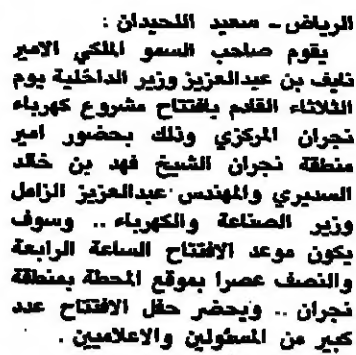 الرياض ـ سعيد اللحيدان :
يقوم صاحب السمو الملكي الامير
نايف بن عبدالعزيز وزير الداخلية يوم
الثلاثاء القادم بافتتاح مشروع كهرباء
نجران المركزي وذلك بحضور امير
منطقة نجران الشيخ فهد بن خالد
السديري والمهندس عبدالعزيز الزامل
وزير الصناعة والكهرباء .. وسوف
يكون موعد الافتتاح الساعة الرابعة
والنصف عصرا بموقع المحطة بمنطقة
نجران .. ويحضر حفل الافتتاح عدد
كبير من المسئولين والاعلاميين .